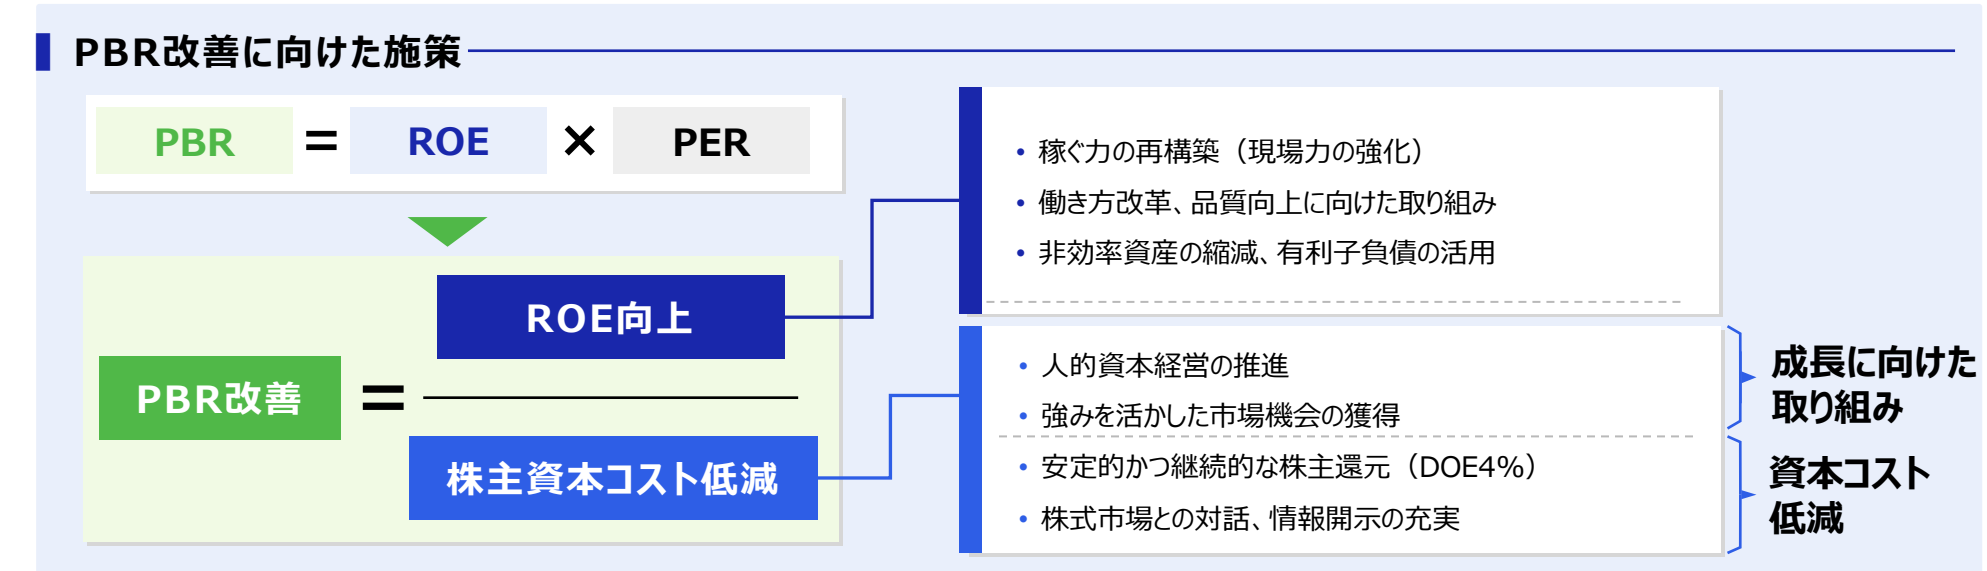 PBR改善に向けた施策
PBR = ROE × PER
ROE向上
PBR改善 =
株主資本コスト低減
• 稼ぐ力の再構築（現場力の強化）
• 働き方改革、品質向上に向けた取り組み
• 非効率資産の縮減、有利子負債の活用
• 人的資本経営の推進
• 強みを活かした市場機会の獲得
• 安定的かつ継続的な株主還元（DOE4%）
• 株式市場との対話、情報開示の充実
成長に向けた
取り組み
資本コスト
低減